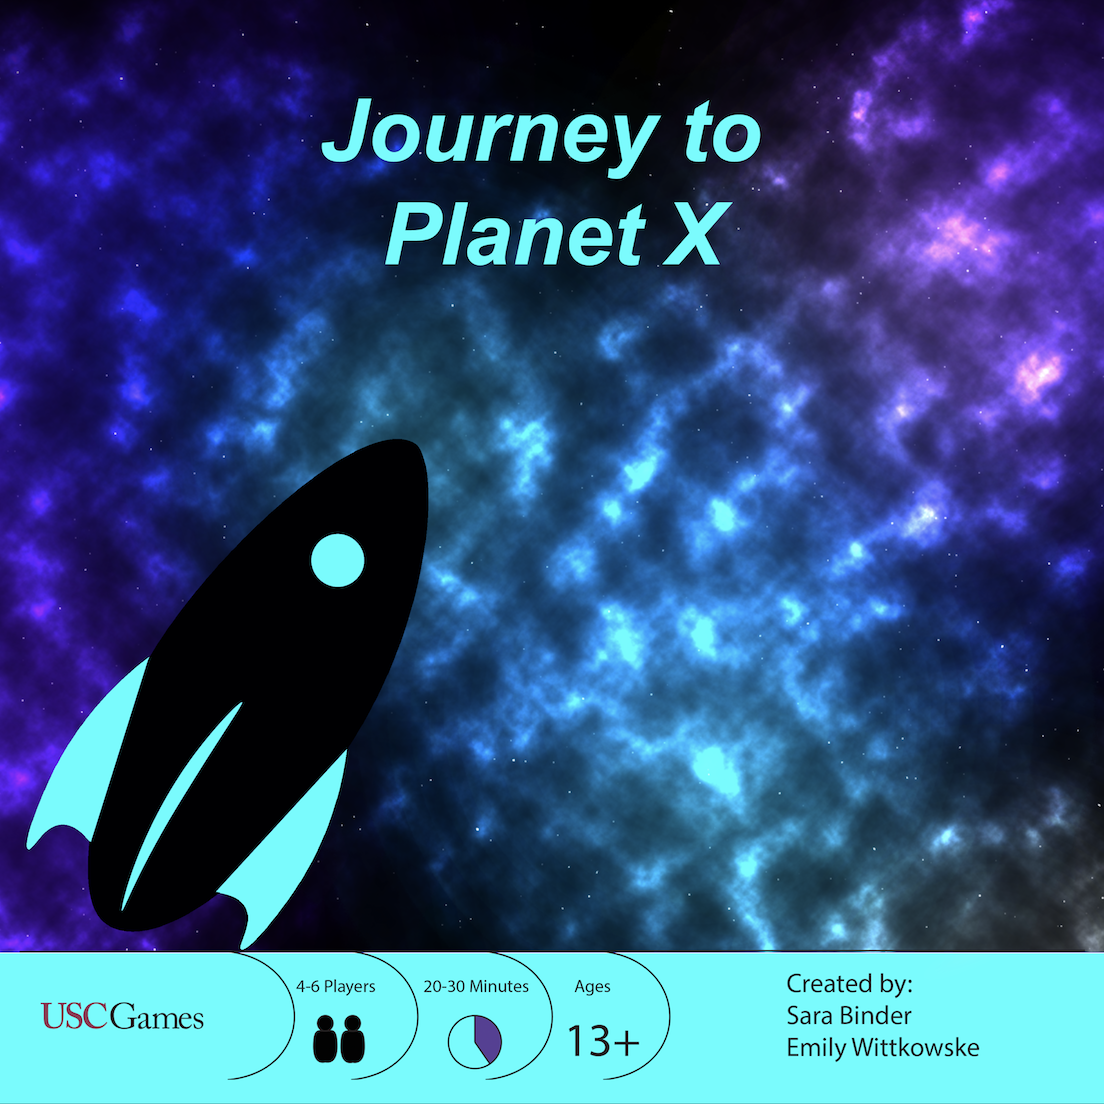 Journey to
Planet X
USC Games
4-6 Players
20-30 Minutes
Ages
13+
Created by:
Sara Binder
Emily Wittkowske